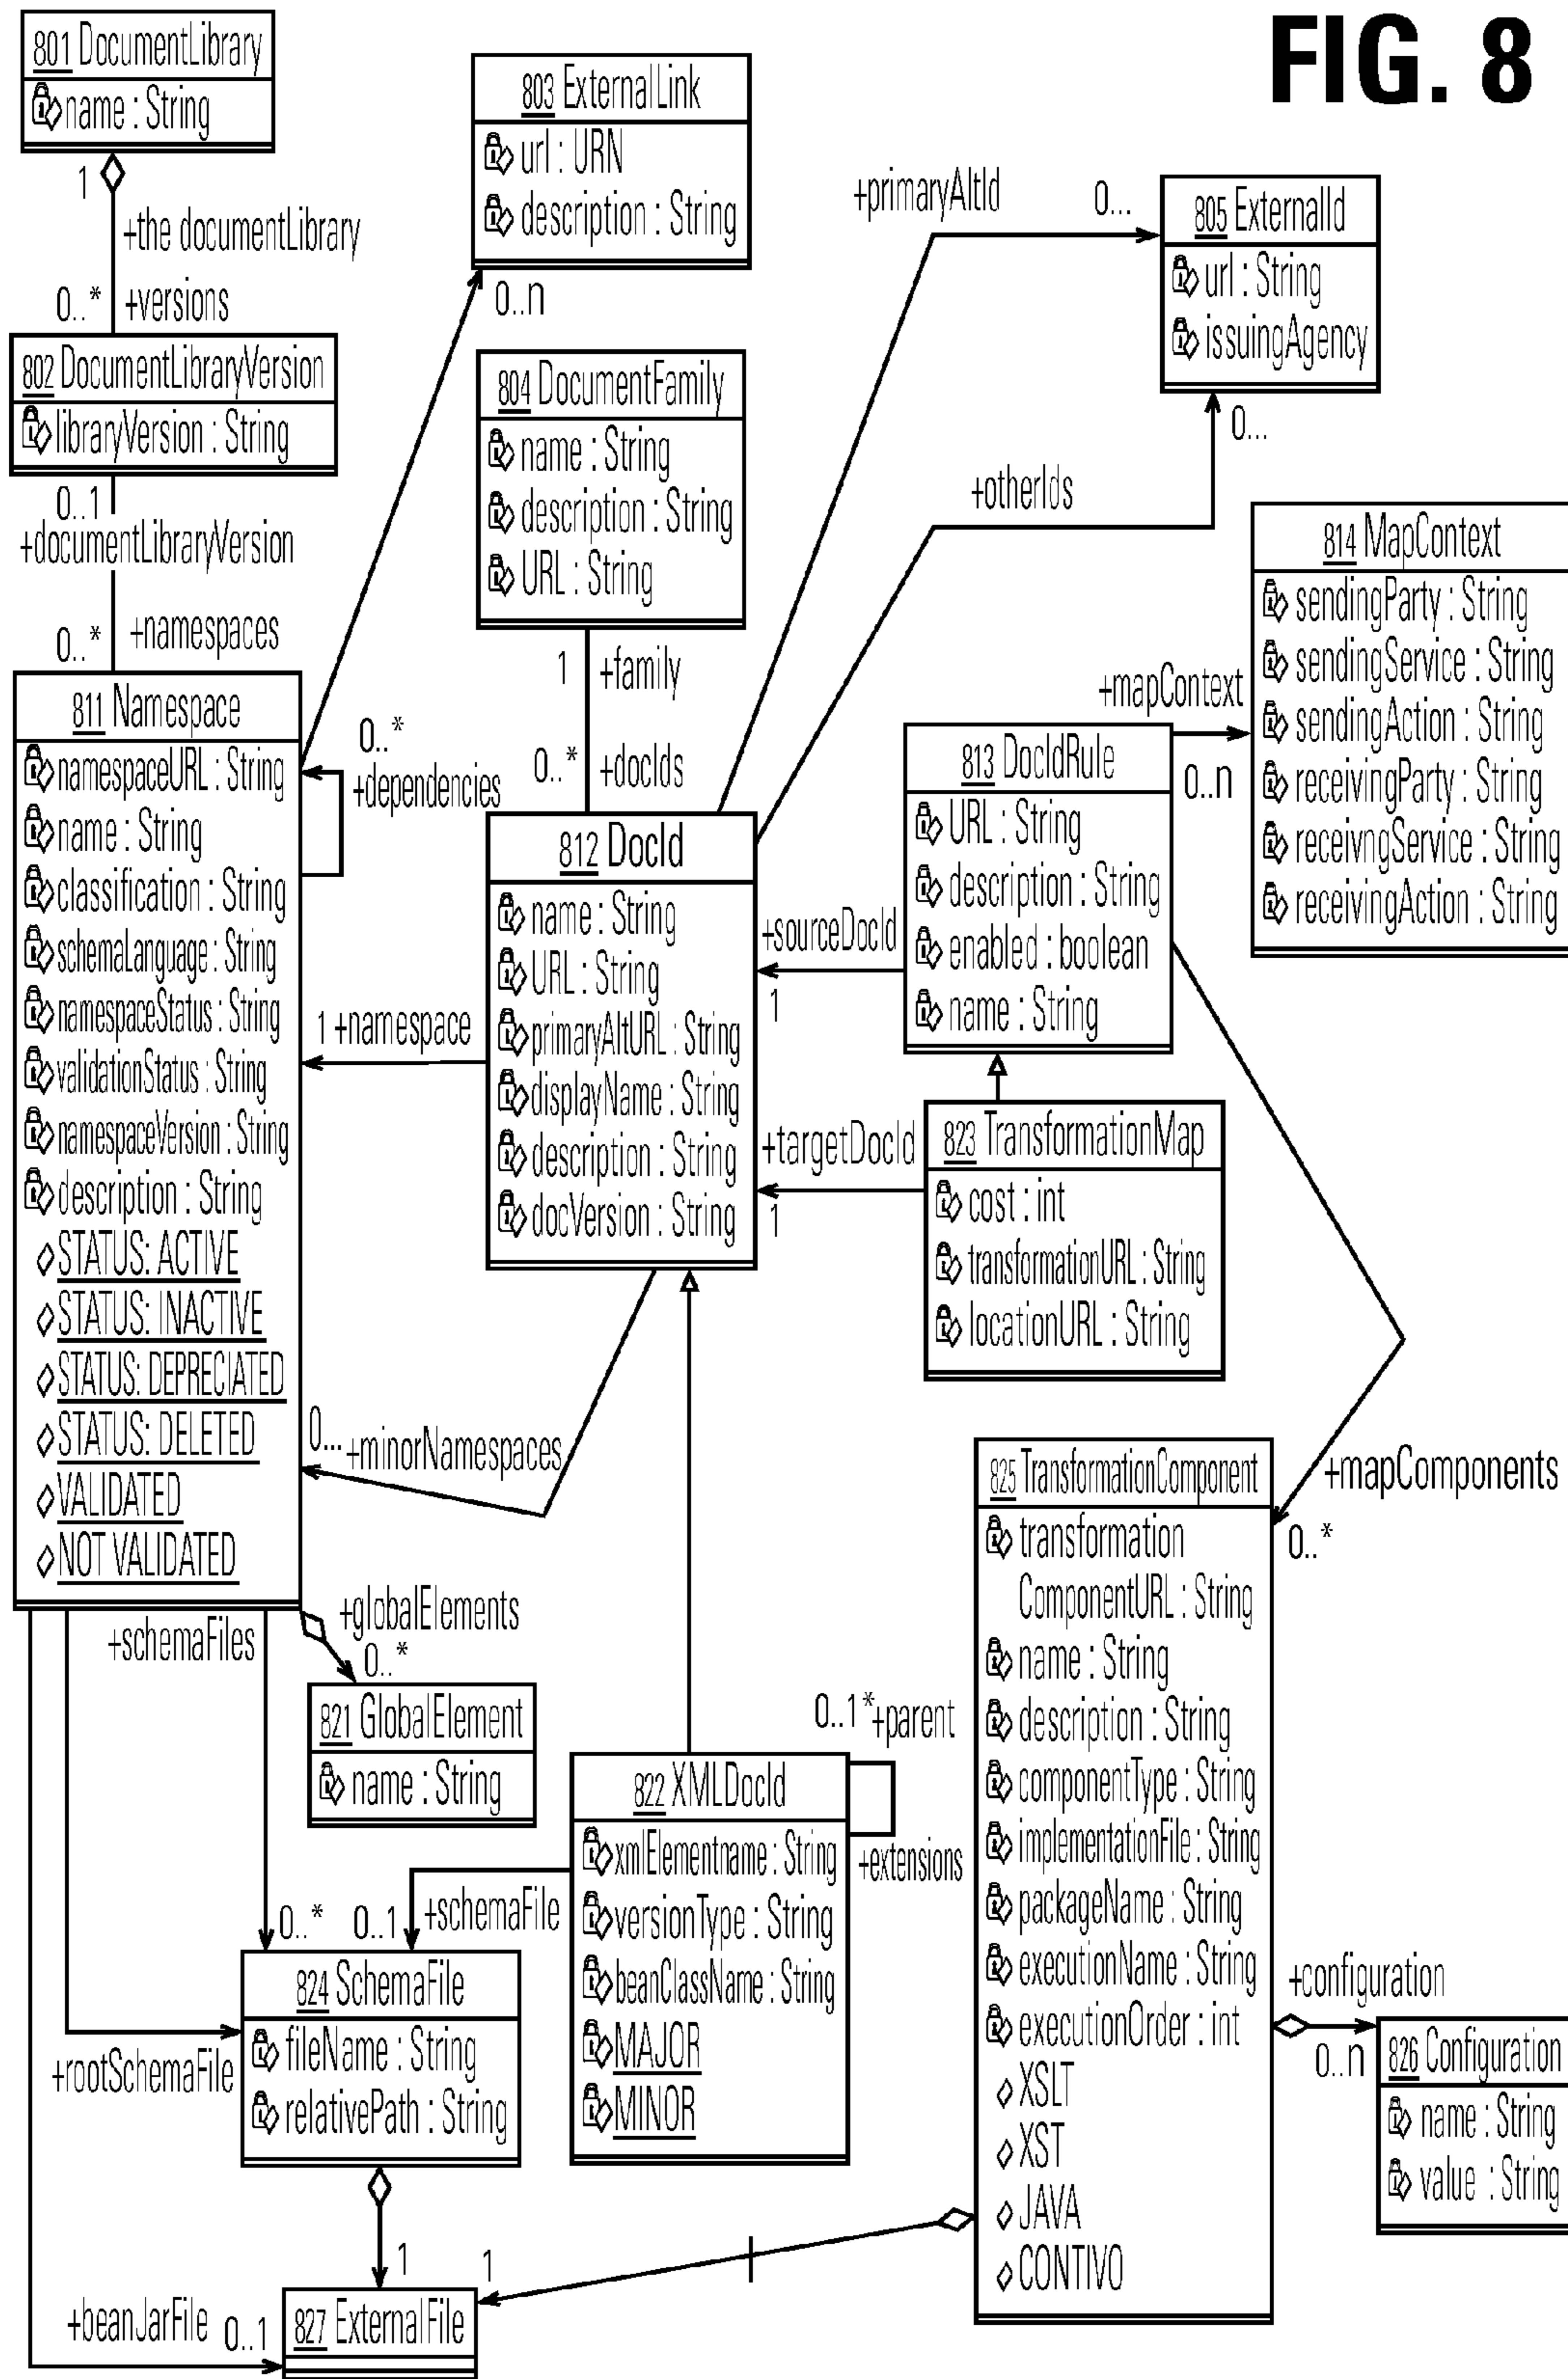 FIG. 8
801 DocumentLibrary
name : String
1
+the documentLibrary
0..* +versions
802 DocumentLibraryVersion
libraryVersion : String
0..1
+documentLibraryVersion
0..* +namespaces
803 ExternalLink
url : URN
description : String
0..n
804 DocumentFamily
name : String
description : String
URL : String
1 +family
0..* +docIds
+primaryAltId 0...
805 ExternalId
url : String
issuingAgency
0...
+otherIds
811 Namespace
namespaceURL : String
name : String
classification : String
schemaLanguage : String
namespaceStatus : String
validationStatus : String
namespaceVersion : String
description : String
STATUS: ACTIVE
STATUS: INACTIVE
STATUS: DEPRECIATED
STATUS: DELETED
VALIDATED
NOT VALIDATED
0..*
+dependencies
1 +namespace
0... +minorNamespaces
812 DocId
name : String
URL : String
primaryAltURL : String
displayName : String
description : String
docVersion : String
+sourceDocId
1
+targetDocId
1
813 DocIdRule
URL : String
description : String
enabled : boolean
name : String
+mapContext
0..n
814 MapContext
sendingParty : String
sendingService : String
sendingAction : String
receivingParty : String
receivngService : String
receivingAction : String
823 TransformationMap
cost : int
transformationURL : String
locationURL : String
+mapComponents
0..*
825 TransformationComponent
transformation
ComponentURL : String
name : String
description : String
componentType : String
implementationFile : String
packageName : String
executionName : String
executionOrder : int
XSLT
XST
JAVA
CONTIVO
+configuration
0..n
826 Configuration
name : String
value : String
+schemaFiles
+globalElements
0..*
821 GlobalElement
name : String
0..1* +parent
822 XMLDocId
xmlElementname : String
versionType : String
beanClassName : String
MAJOR
MINOR
+extensions
0..* 0..1 +schemaFile
824 SchemaFile
fileName : String
relativePath : String
+rootSchemaFile
1 1
+beanJarFile 0..1
827 ExternalFile